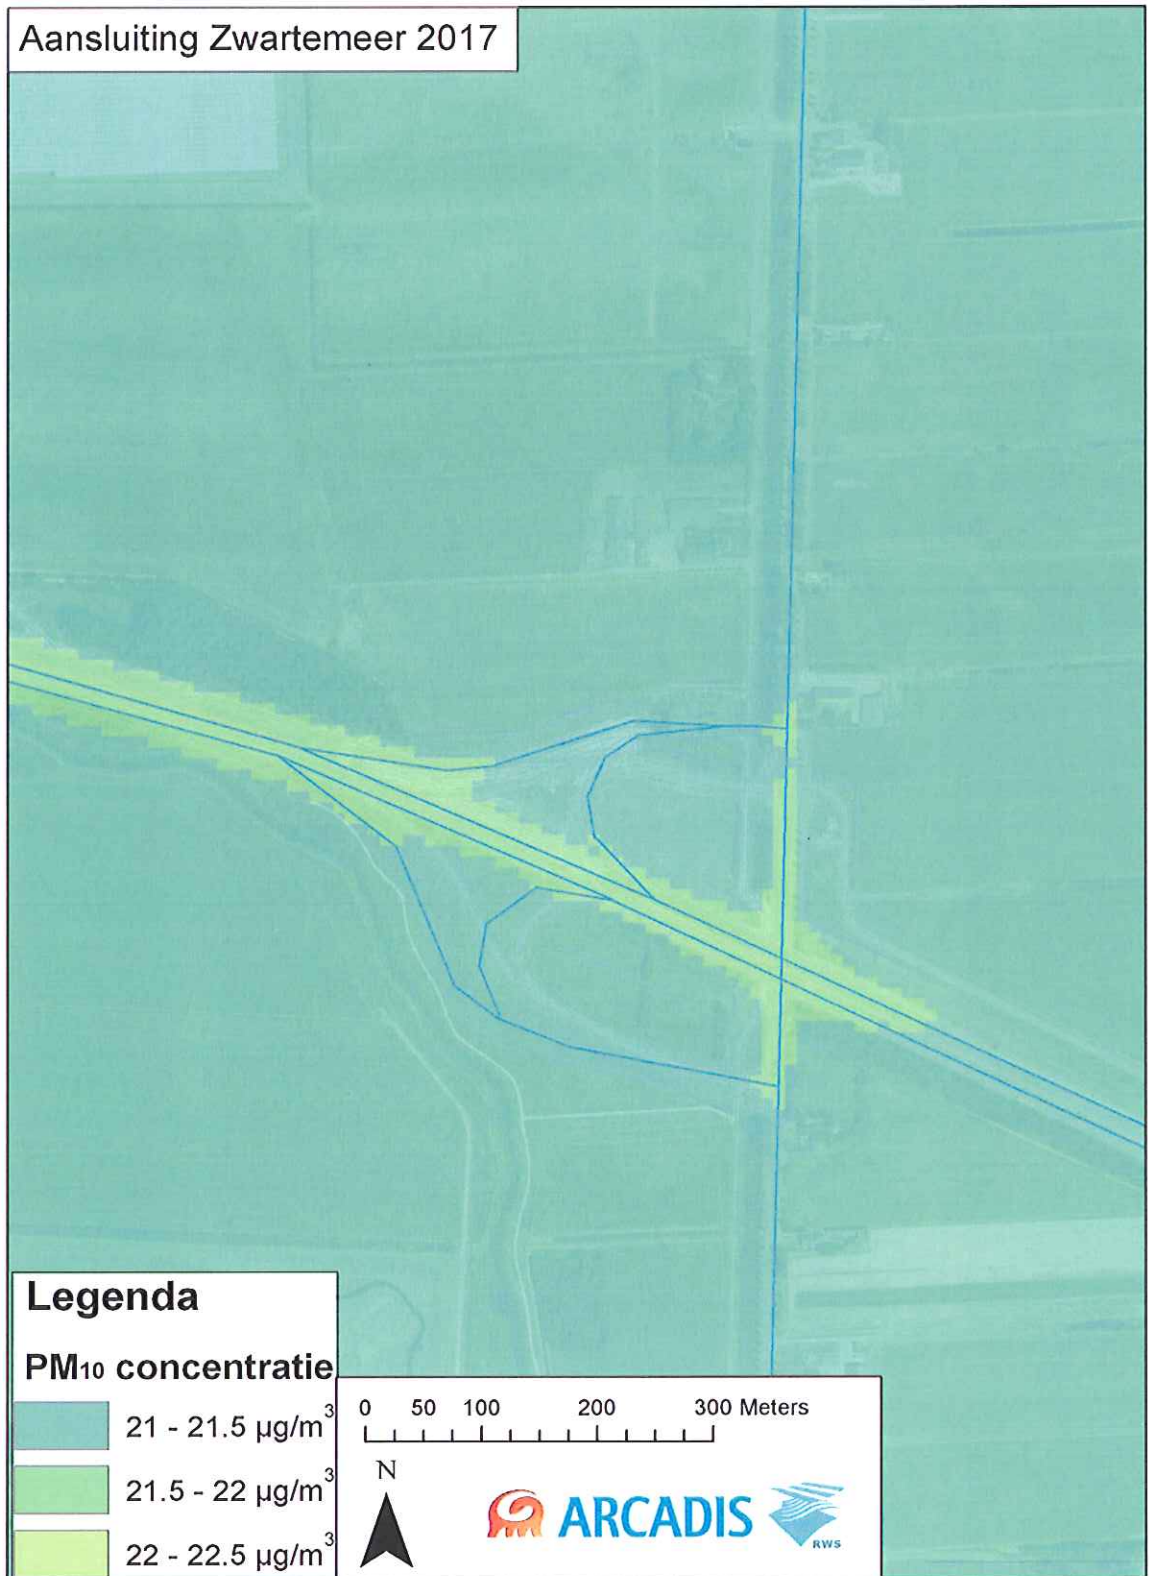 Aansluiting Zwartemeer 2017
Legenda
PM10 concentratie
21 - 21.5 µg/m³
21.5 - 22 µg/m³
22 - 22.5 µg/m³
0 50 100 200 300 Meters
N
ARCADIS
RWS